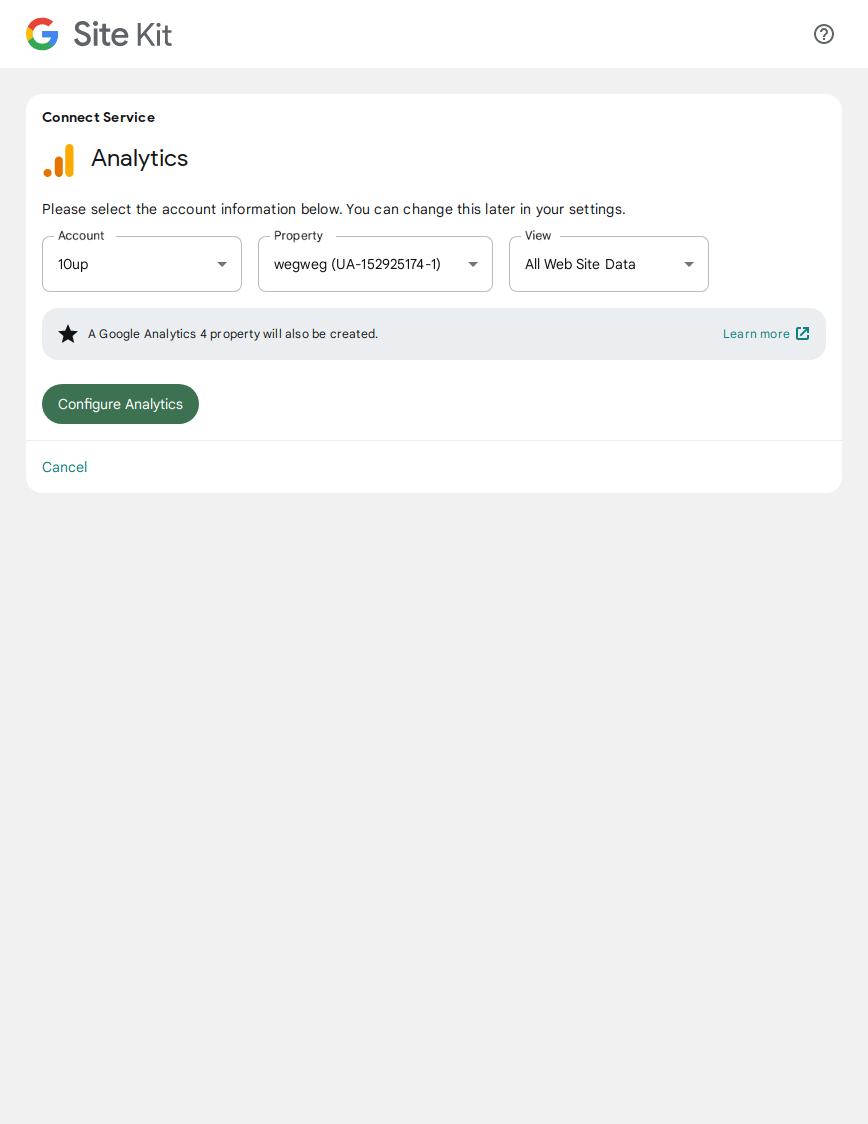 Site Kit
Connect Service
Analytics
Please select the account information below. You can change this later in your settings.
Account
10up
Property
wegweg (UA-152925174-1)
View
All Web Site Data
A Google Analytics 4 property will also be created.
Learn more
Configure Analytics
Cancel